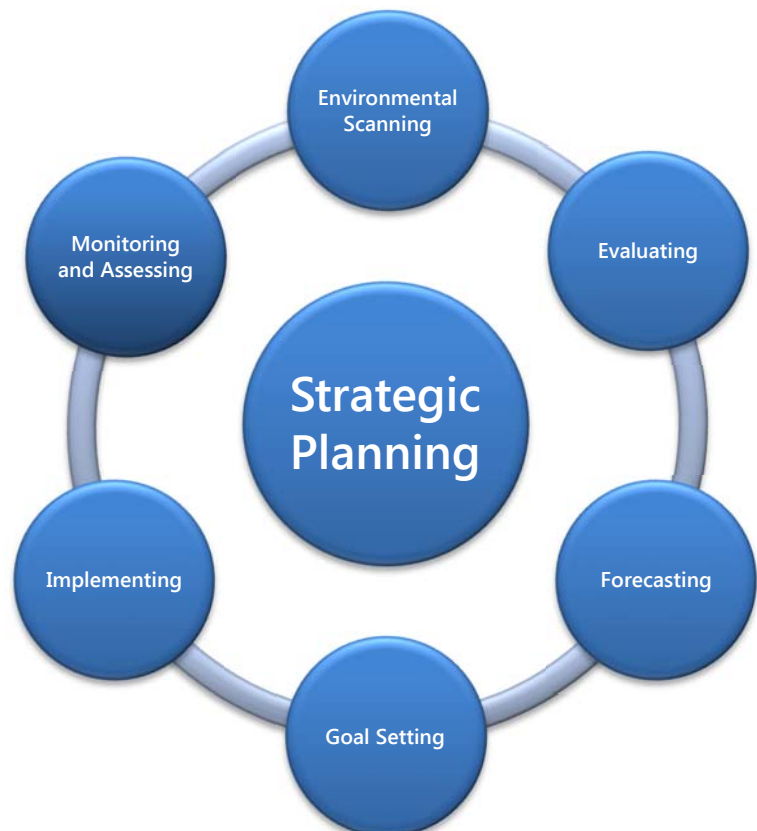 Environmental
Scanning
Evaluating
Forecasting
Goal Setting
Implementing
Monitoring
and Assessing
Strategic
Planning